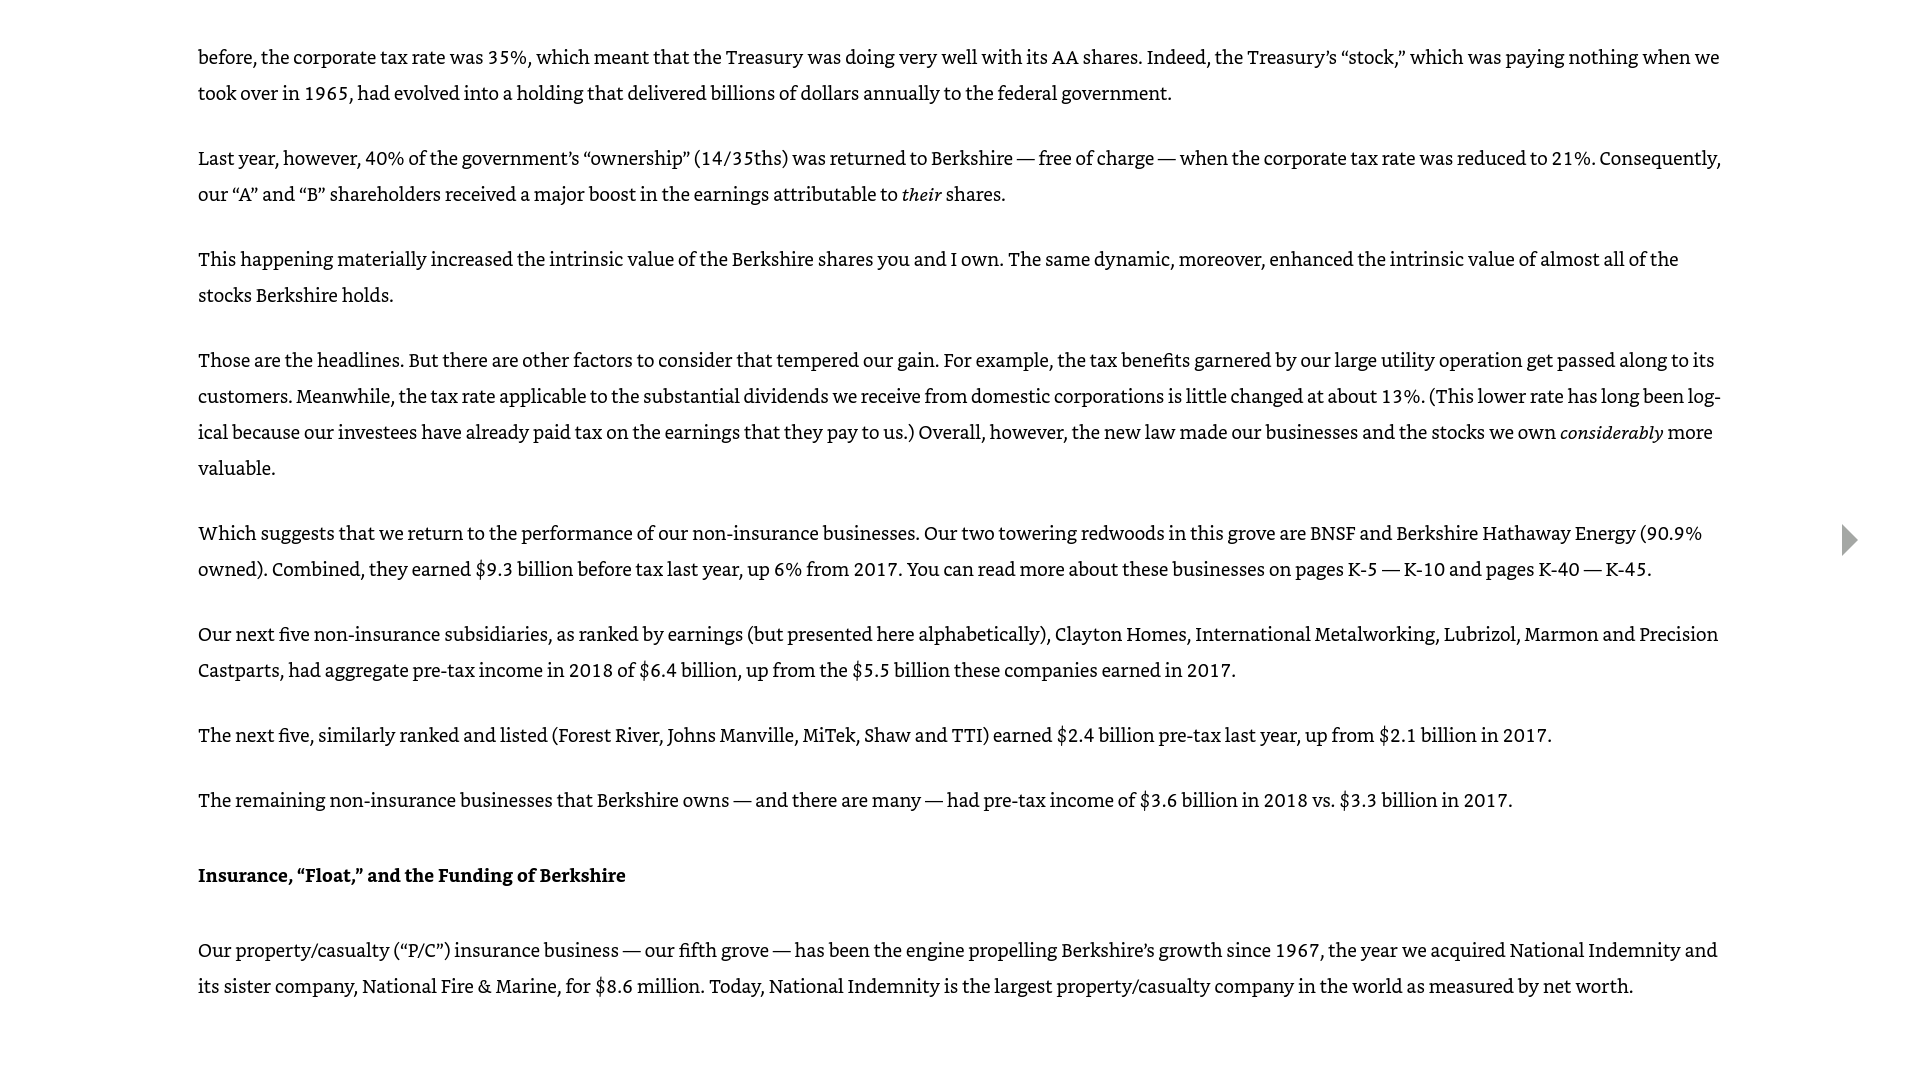 before, the corporate tax rate was 35%, which meant that the Treasury was doing very well with its AA shares. Indeed, the Treasury’s “stock,” which was paying nothing when we
took over in 1965, had evolved into a holding that delivered billions of dollars annually to the federal government.
Last year, however, 40% of the government’s “ownership” (14/35ths) was returned to Berkshire — free of charge — when the corporate tax rate was reduced to 21%. Consequently,
our “A” and “B” shareholders received a major boost in the earnings attributable to their shares.
This happening materially increased the intrinsic value of the Berkshire shares you and I own. The same dynamic, moreover, enhanced the intrinsic value of almost all of the
stocks Berkshire holds.
Those are the headlines. But there are other factors to consider that tempered our gain. For example, the tax benefits garnered by our large utility operation get passed along to its
customers. Meanwhile, the tax rate applicable to the substantial dividends we receive from domestic corporations is little changed at about 13%. (This lower rate has long been log-
ical because our investees have already paid tax on the earnings that they pay to us.) Overall, however, the new law made our businesses and the stocks we own considerably more
valuable.
Which suggests that we return to the performance of our non-insurance businesses. Our two towering redwoods in this grove are BNSF and Berkshire Hathaway Energy (90.9%
owned). Combined, they earned $9.3 billion before tax last year, up 6% from 2017. You can read more about these businesses on pages K-5 — K-10 and pages K-40 — K-45.
Our next five non-insurance subsidiaries, as ranked by earnings (but presented here alphabetically), Clayton Homes, International Metalworking, Lubrizol, Marmon and Precision
Castparts, had aggregate pre-tax income in 2018 of $6.4 billion, up from the $5.5 billion these companies earned in 2017.
The next five, similarly ranked and listed (Forest River, Johns Manville, MiTek, Shaw and TTI) earned $2.4 billion pre-tax last year, up from $2.1 billion in 2017.
The remaining non-insurance businesses that Berkshire owns — and there are many — had pre-tax income of $3.6 billion in 2018 vs. $3.3 billion in 2017.
Insurance, “Float,” and the Funding of Berkshire
Our property/casualty (“P/C”) insurance business — our fifth grove — has been the engine propelling Berkshire’s growth since 1967, the year we acquired National Indemnity and
its sister company, National Fire & Marine, for $8.6 million. Today, National Indemnity is the largest property/casualty company in the world as measured by net worth.